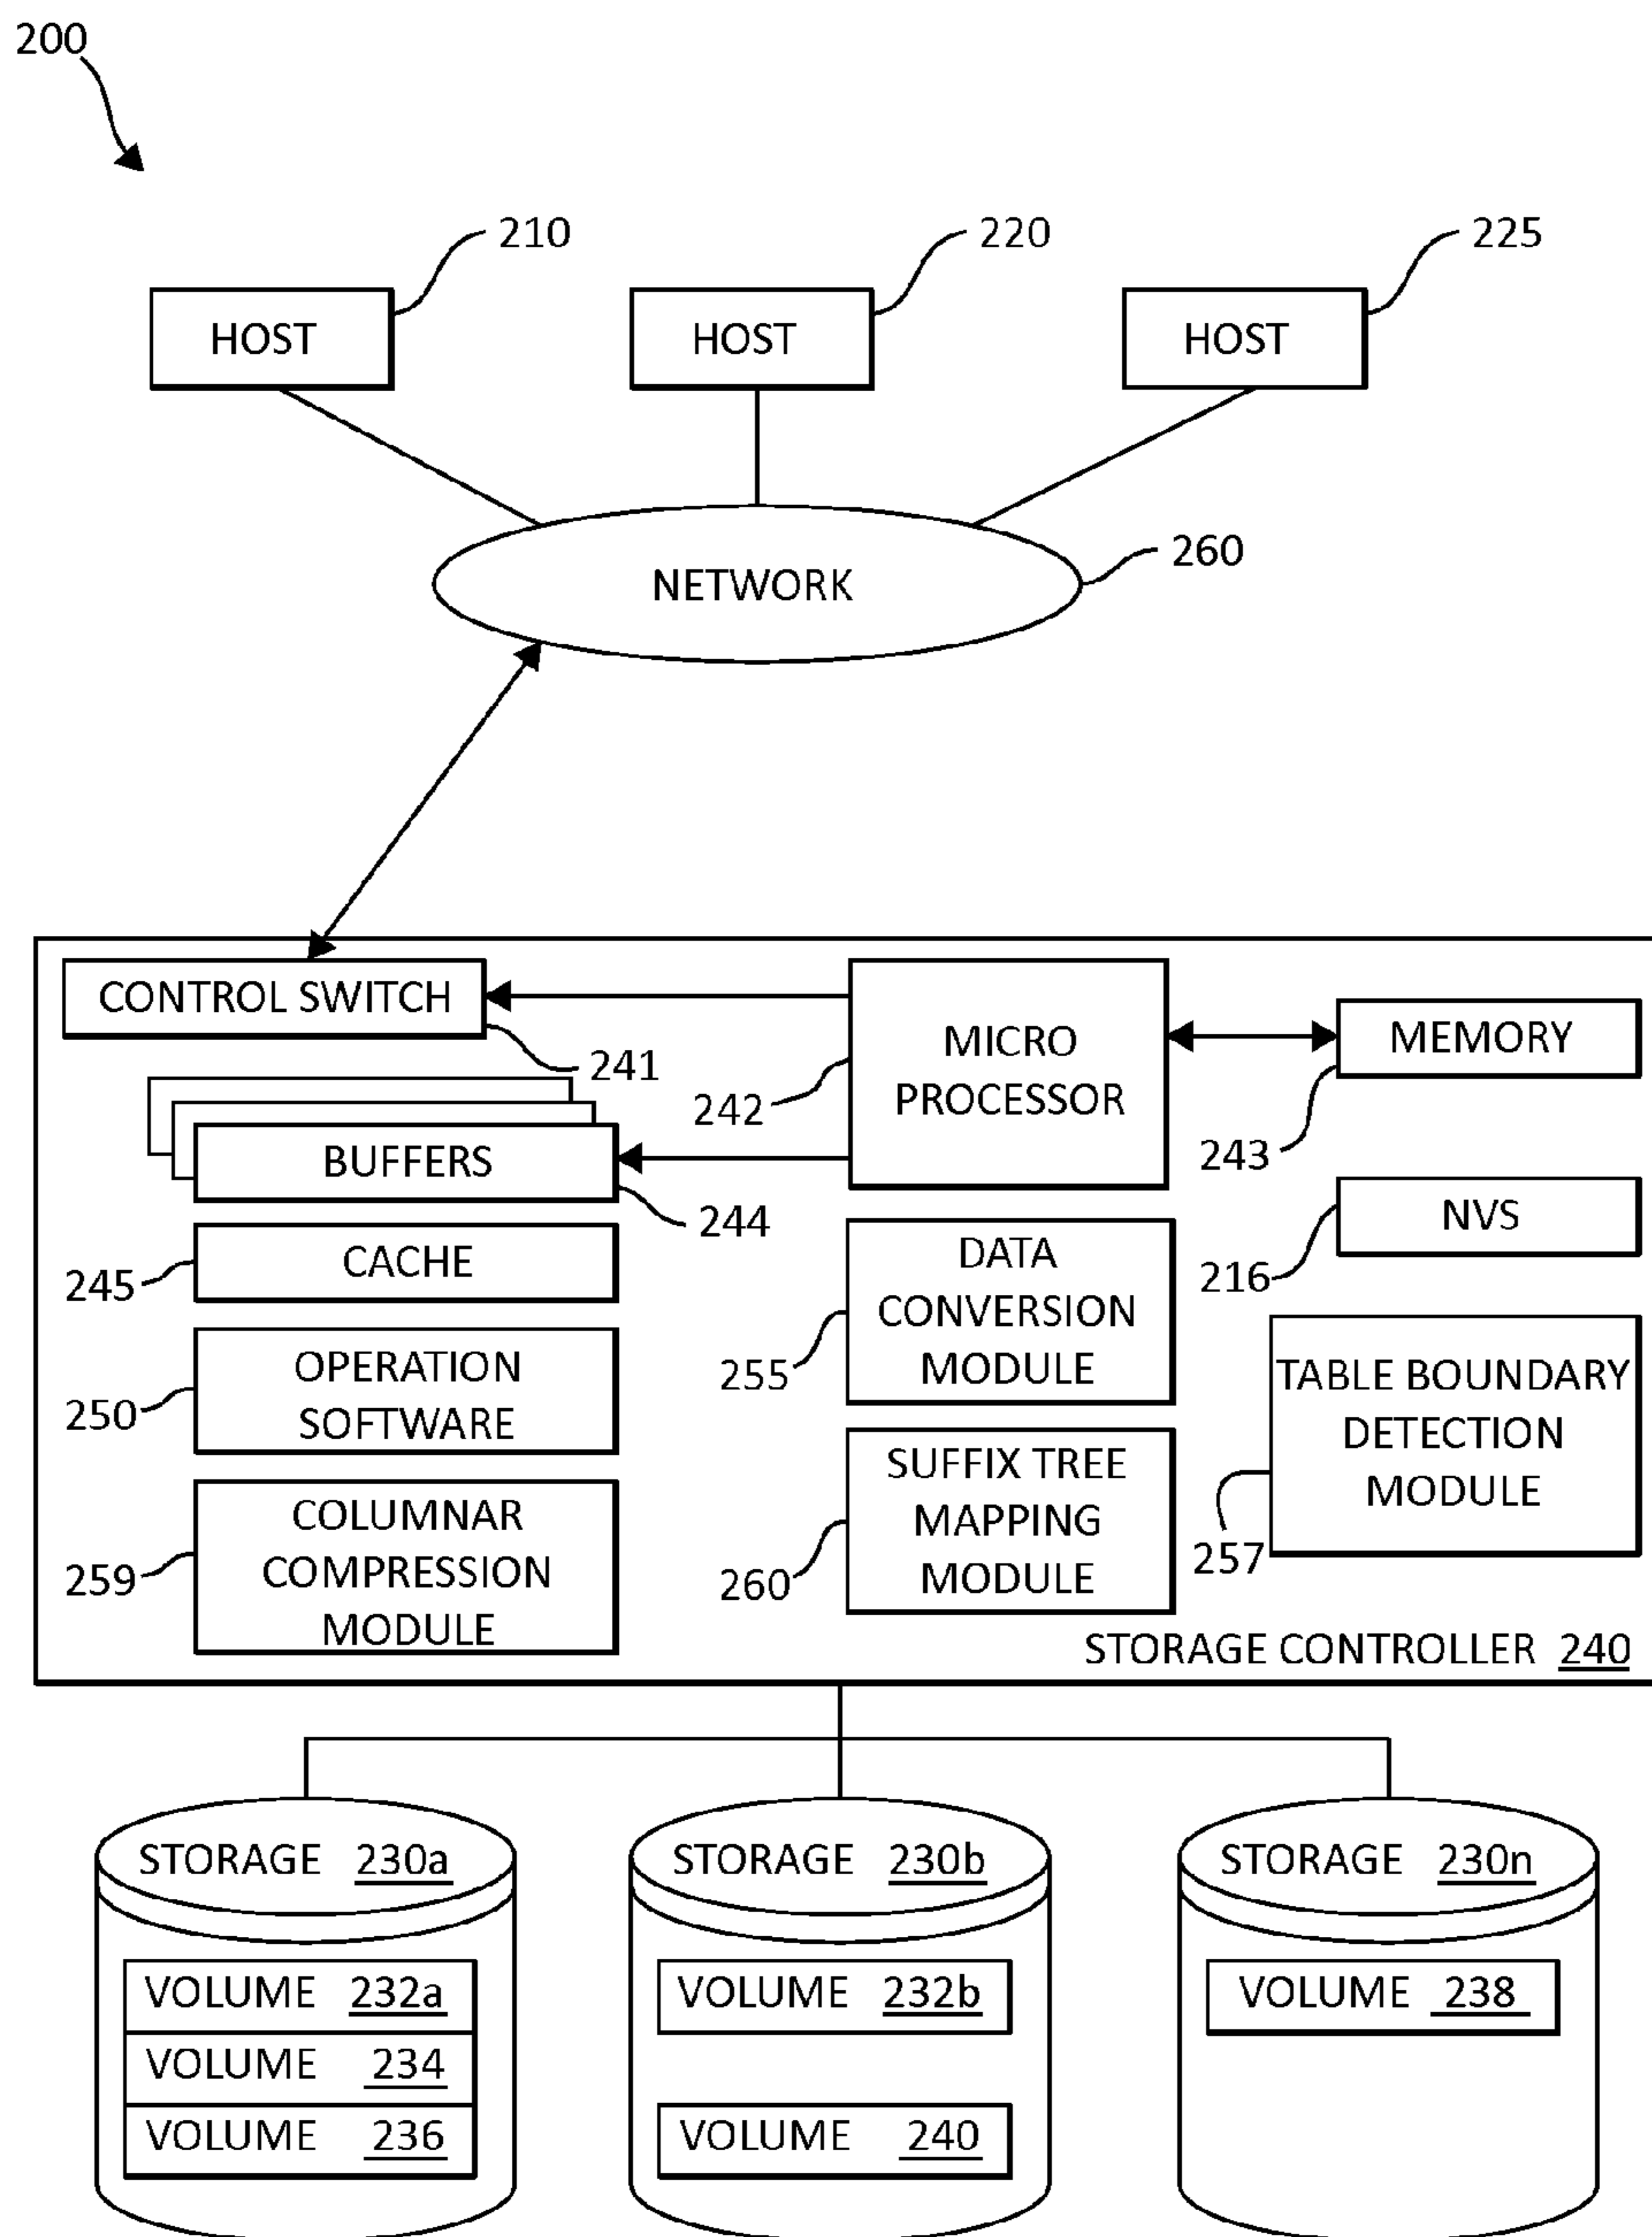 200
210
220
225
HOST
HOST
HOST
260
NETWORK
CONTROL SWITCH
241
MICRO
PROCESSOR
242
MEMORY
243
BUFFERS
244
NVS
216
CACHE
245
DATA
CONVERSION
MODULE
255
OPERATION
SOFTWARE
250
TABLE BOUNDARY
DETECTION
MODULE
257
SUFFIX TREE
MAPPING
MODULE
260
COLUMNAR
COMPRESSION
MODULE
259
STORAGE CONTROLLER 240
STORAGE 230a
VOLUME 232a
VOLUME 234
VOLUME 236
STORAGE 230b
VOLUME 232b
VOLUME 240
STORAGE 230n
VOLUME 238